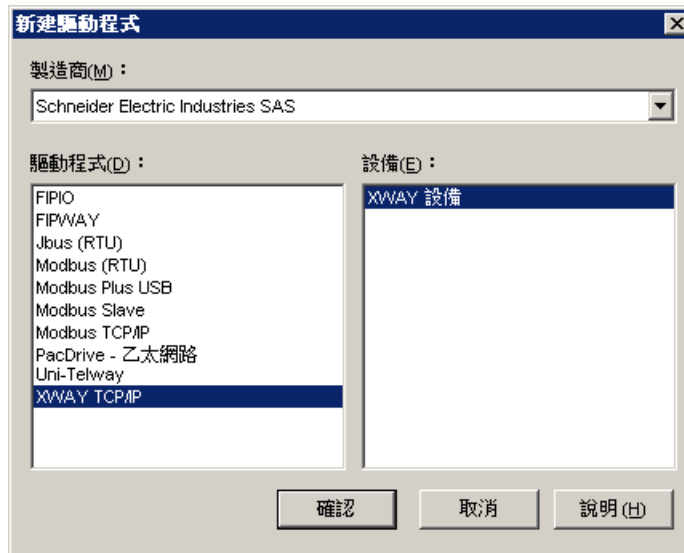 新建驅動程式
製造商(M)：
Schneider Electric Industries SAS
驅動程式(D)：
設備(E)：
FIPIO
FIPWAY
Jbus (RTU)
Modbus (RTU)
Modbus Plus USB
Modbus Slave
Modbus TCP/IP
PacDrive - 乙太網路
Uni-Telway
XWAY TCP/IP
XWAY 設備
確認
取消
說明(H)